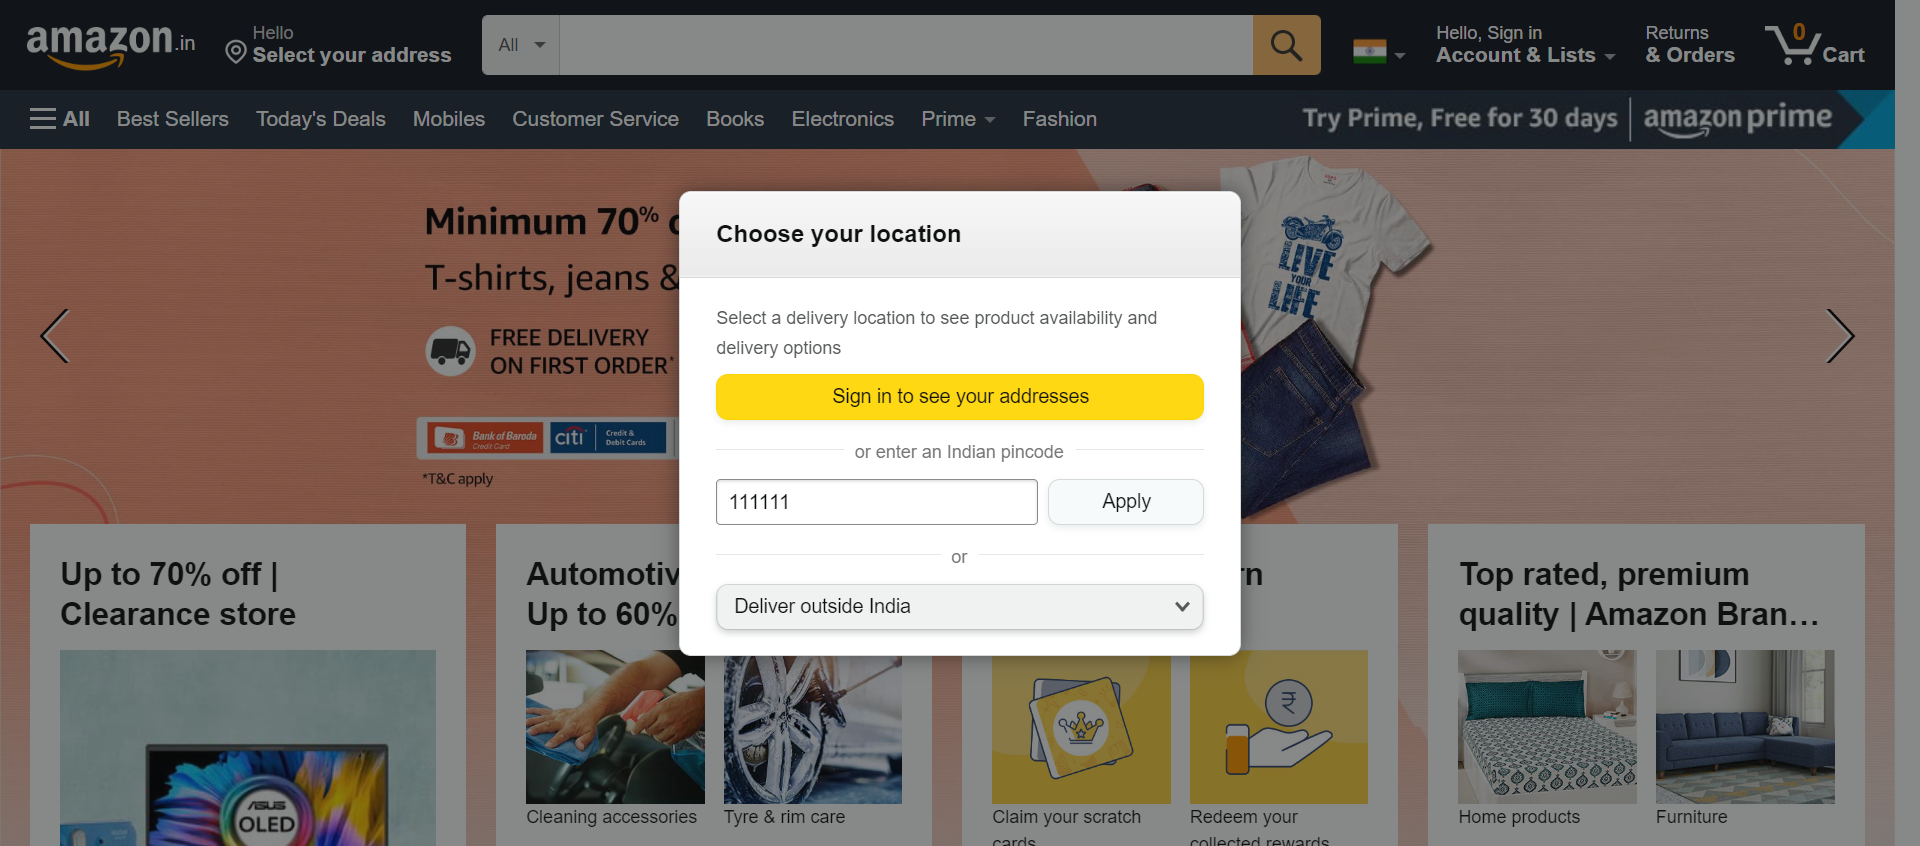 amazon.in
Hello
Select your address
All
Hello, Sign in
Account & Lists
Returns
& Orders
0
Cart
All
Best Sellers
Today's Deals
Mobiles
Customer Service
Books
Electronics
Prime
Fashion
Try Prime, Free for 30 days
amazon prime
Minimum 70%
T-shirts, jeans &
FREE DELIVERY
ON FIRST ORDER*
Bank of Baroda
Credit Card
citi
Credit &
Debit Cards
*T&C apply
LIVE
YOUR
LIFE
Choose your location
Select a delivery location to see product availability and
delivery options
Sign in to see your addresses
or enter an Indian pincode
111111
Apply
or
Deliver outside India
Up to 70% off |
Clearance store
ASUS
OLED
Automotiv
Up to 60%
Cleaning accessories
Tyre & rim care
rn
₹
Claim your scratch
cards
Redeem your
collected rewards
Top rated, premium
quality | Amazon Bran…
Home products
Furniture